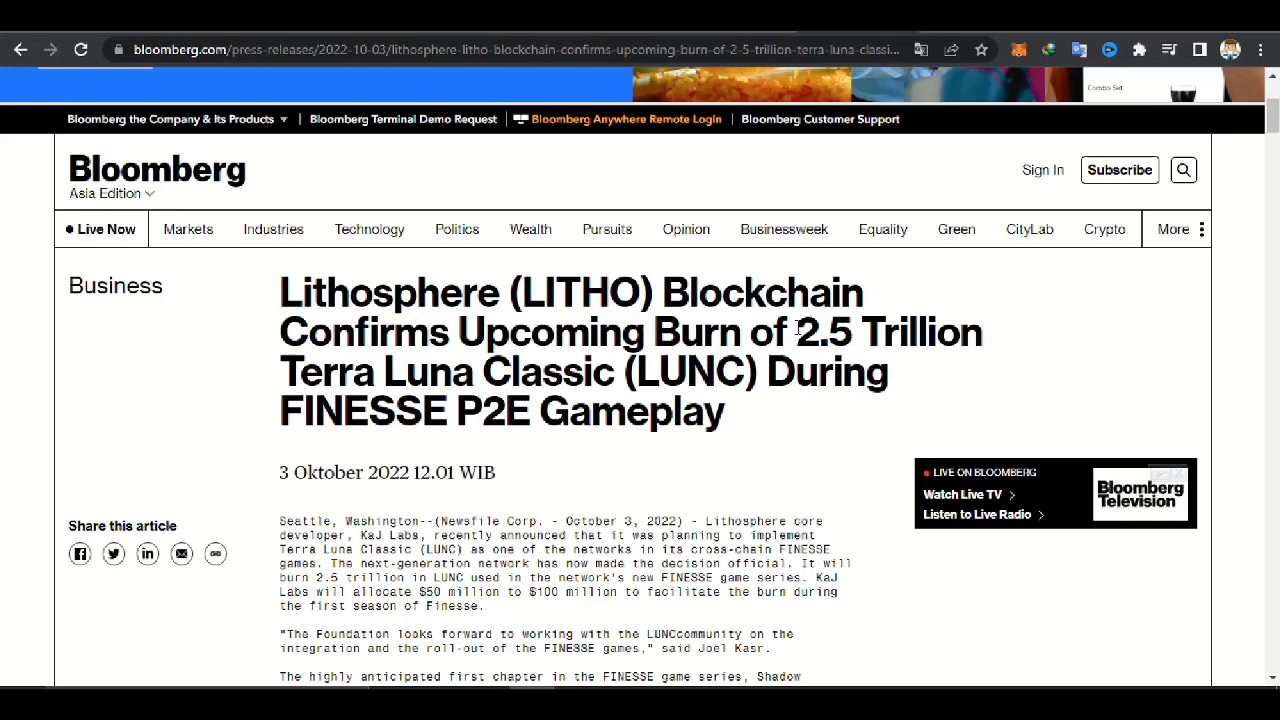 bloomberg.com/press-releases/2022-10-03/lithosphere-litho-blockchain-confirms-upcoming-burn-of-2-5-trillion-terra-luna-classi...
Combo Set
Bloomberg the Company & Its Products | Bloomberg Terminal Demo Request | Bloomberg Anywhere Remote Login | Bloomberg Customer Support
Bloomberg
Asia Edition
Sign In Subscribe
Live Now Markets Industries Technology Politics Wealth Pursuits Opinion Businessweek Equality Green CityLab Crypto More
Business
Lithosphere (LITHO) Blockchain
Confirms Upcoming Burn of 2.5 Trillion
Terra Luna Classic (LUNC) During
FINESSE P2E Gameplay
3 Oktober 2022 12.01 WIB
LIVE ON BLOOMBERG
Watch Live TV
Listen to Live Radio
Bloomberg
Television
Share this article
Seattle, Washington--(Newsfile Corp. - October 3, 2022) - Lithosphere core
developer, KaJ Labs, recently announced that it was planning to implement
Terra Luna Classic (LUNC) as one of the networks in its cross-chain FINESSE
games. The next-generation network has now made the decision official. It will
burn 2.5 trillion in LUNC used in the network's new FINESSE game series. KaJ
Labs will allocate $50 million to $100 million to facilitate the burn during
the first season of Finesse.
"The Foundation looks forward to working with the LUNCcommunity on the
integration and the roll-out of the FINESSE games," said Joel Kasr.
The highly anticipated first chapter in the FINESSE game series, Shadow